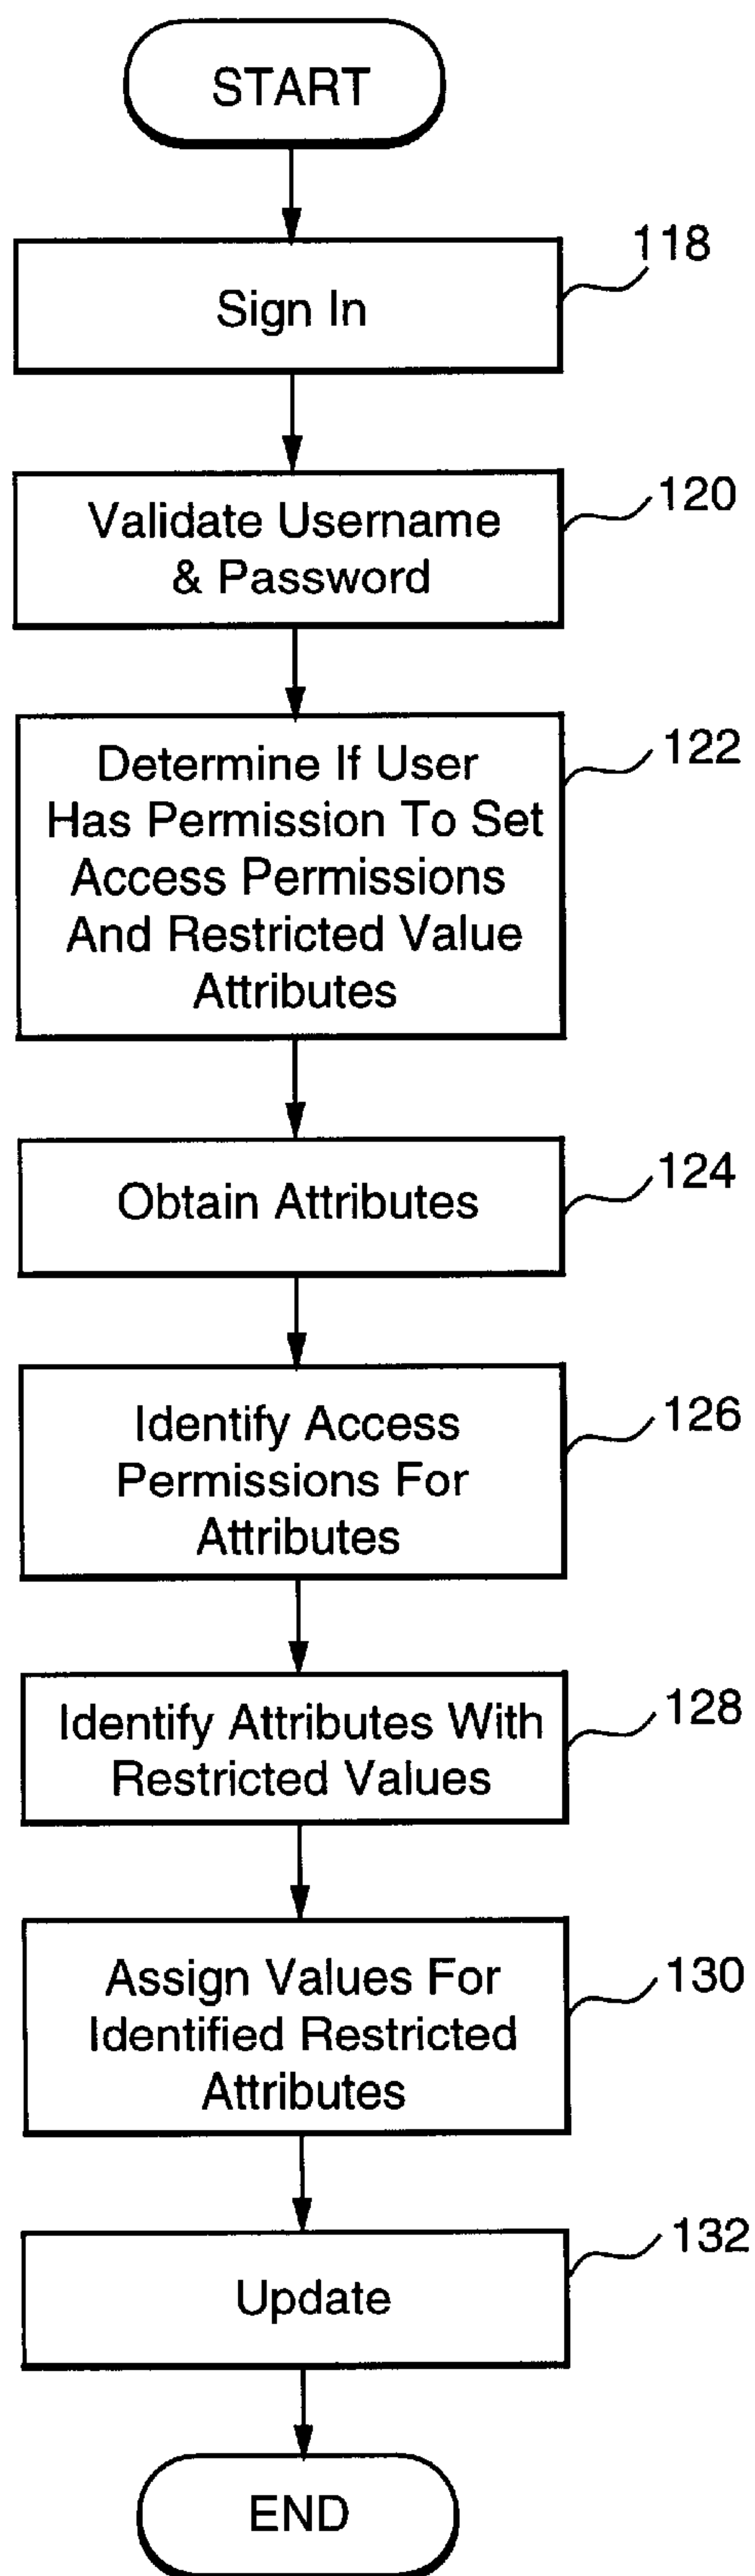 START
118
Sign In
120
Validate Username
& Password
122
Determine If User
Has Permission To Set
Access Permissions
And Restricted Value
Attributes
124
Obtain Attributes
126
Identify Access
Permissions For
Attributes
128
Identify Attributes With
Restricted Values
130
Assign Values For
Identified Restricted
Attributes
132
Update
END